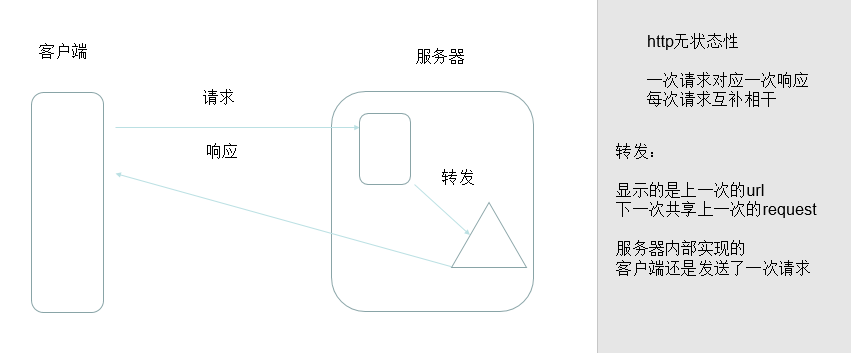 客户端
服务器
请求
响应
转发
http无状态性
一次请求对应一次响应
每次请求互补相干
转发：
显示的是上一次的url
下一次共享上一次的request
服务器内部实现的
客户端还是发送了一次请求